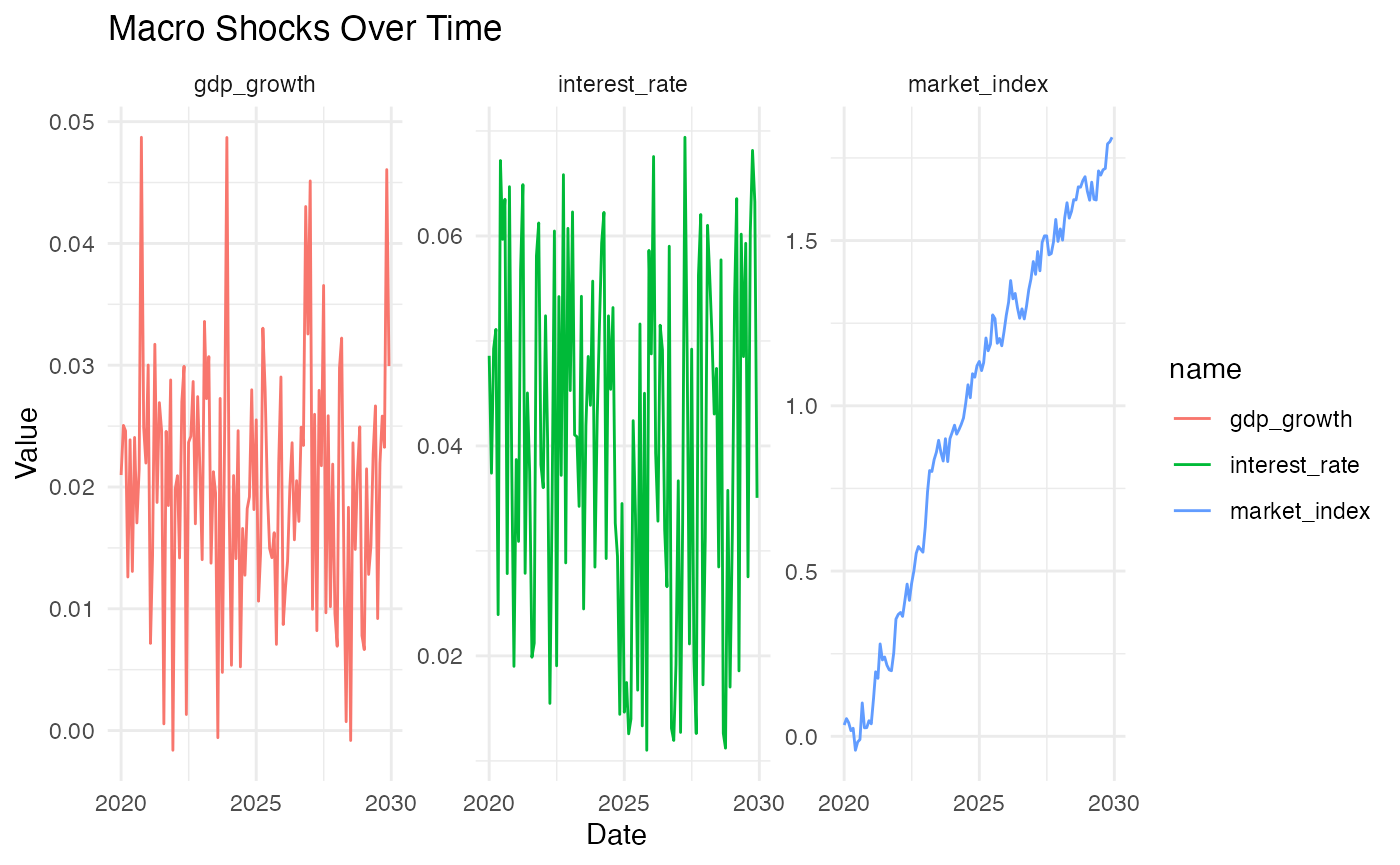 Macro Shocks Over Time
gdp_growth
interest_rate
market_index
Value
0.05
0.04
0.03
0.02
0.01
0.00
2020
2025
2030
0.06
0.04
0.02
2020
2025
2030
1.5
1.0
0.5
0.0
2020
2025
2030
Date
name
gdp_growth
interest_rate
market_index